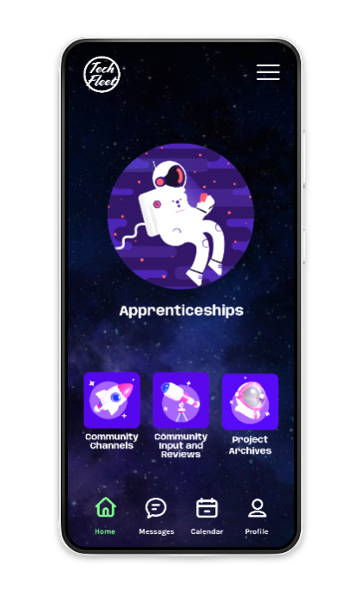 Tech
Fleet
Apprenticeships
Community
Channels
Community
Input and
Reviews
Project
Archives
Home
Messages
Calendar
Profile